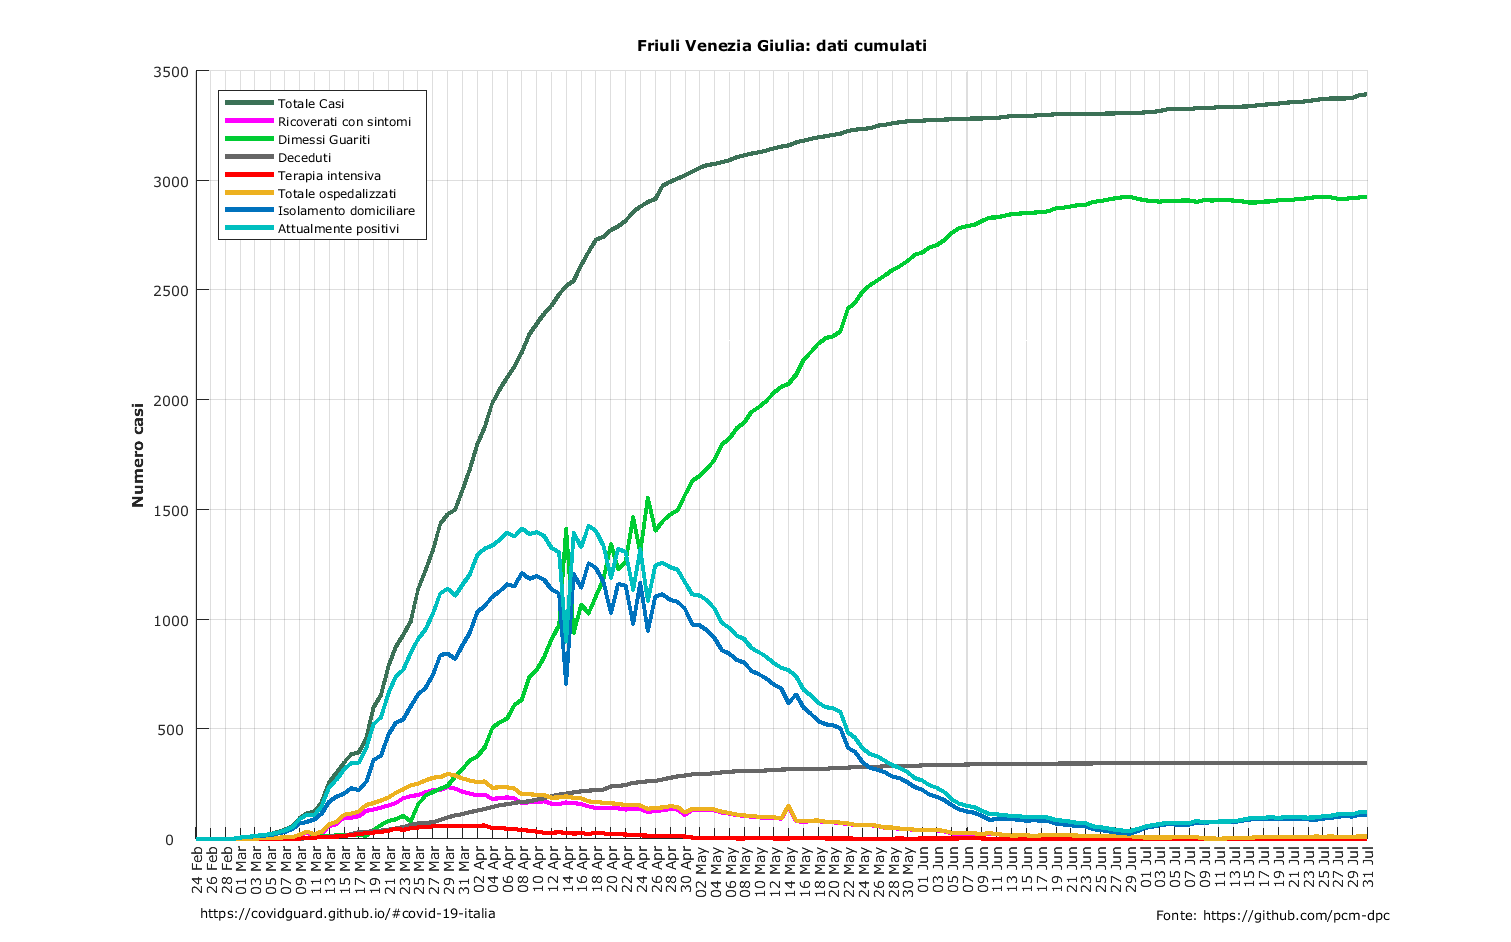 Friuli Venezia Giulia: dati cumulati
3500
3000
2500
2000
1500
1000
500
0
Numero casi
Totale Casi
Ricoverati con sintomi
Dimessi Guariti
Deceduti
Terapia intensiva
Totale ospedalizzati
Isolamento domiciliare
Attualmente positivi
24 Feb
26 Feb
28 Feb
01 Mar
03 Mar
05 Mar
07 Mar
09 Mar
11 Mar
13 Mar
15 Mar
17 Mar
19 Mar
21 Mar
23 Mar
25 Mar
27 Mar
29 Mar
31 Mar
02 Apr
04 Apr
06 Apr
08 Apr
10 Apr
12 Apr
14 Apr
16 Apr
18 Apr
20 Apr
22 Apr
24 Apr
26 Apr
28 Apr
30 Apr
02 May
04 May
06 May
08 May
10 May
12 May
14 May
16 May
18 May
20 May
22 May
24 May
26 May
28 May
30 May
01 Jun
03 Jun
05 Jun
07 Jun
09 Jun
11 Jun
13 Jun
15 Jun
17 Jun
19 Jun
21 Jun
23 Jun
25 Jun
27 Jun
29 Jun
01 Jul
03 Jul
05 Jul
07 Jul
09 Jul
11 Jul
13 Jul
15 Jul
17 Jul
19 Jul
21 Jul
23 Jul
25 Jul
27 Jul
29 Jul
31 Jul
https://covidguard.github.io/#covid-19-italia
Fonte: https://github.com/pcm-dpc